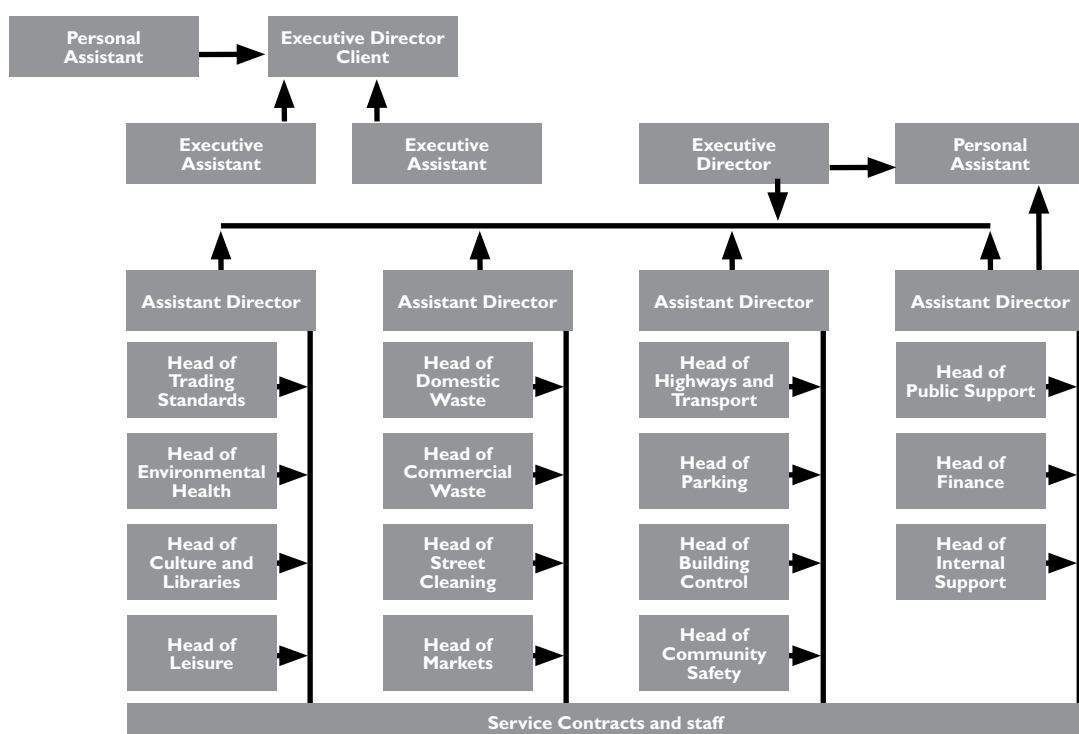 Personal
Assistant
Executive Director
Client
Executive
Assistant
Executive
Assistant
Executive
Director
Personal
Assistant
Assistant Director
Assistant Director
Assistant Director
Assistant Director
Head of
Trading
Standards
Head of
Domestic
Waste
Head of
Highways and
Transport
Head of
Public Support
Head of
Environmental
Health
Head of
Commercial
Waste
Head of
Parking
Head of
Finance
Head of
Culture and
Libraries
Head of
Street
Cleaning
Head of
Building
Control
Head of
Internal
Support
Head of
Leisure
Head of
Markets
Head of
Community
Safety
Service Contracts and staff